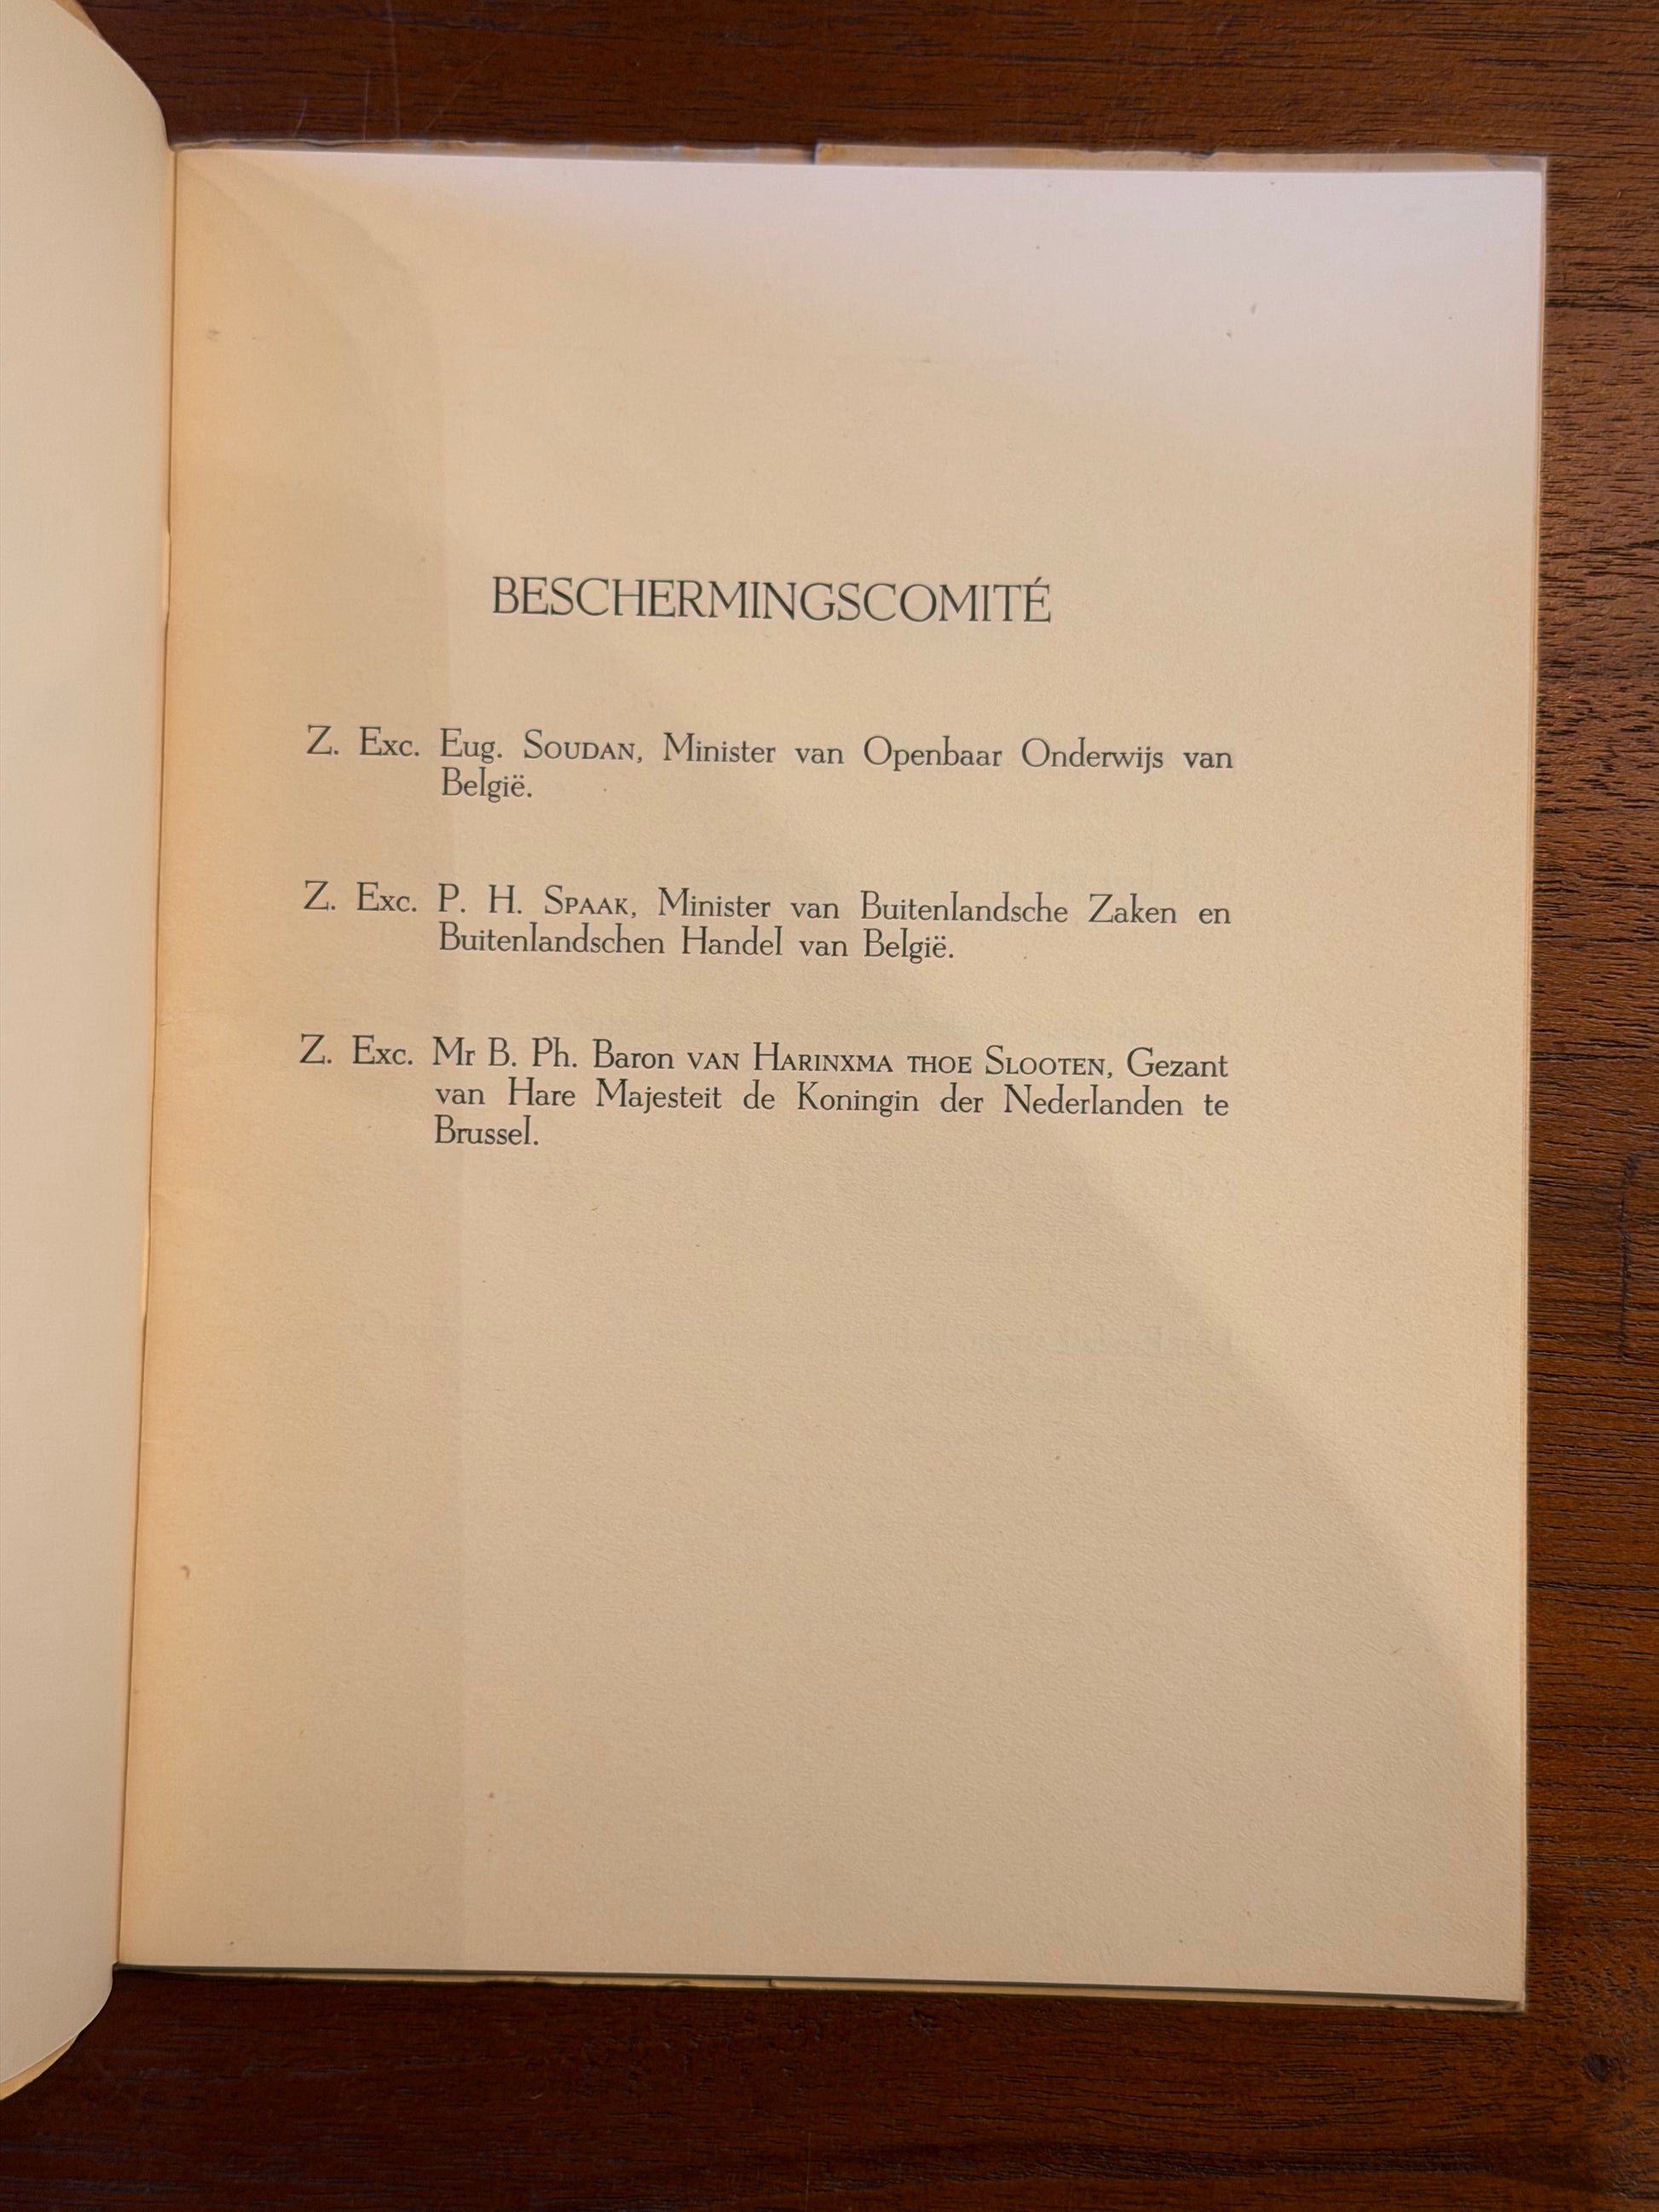 BESCHERMINGSCOMITÉ
Z. Exc. Eug. SOUDAN, Minister van Openbaar Onderwijs van
België.
Z. Exc. P. H. SPAAK, Minister van Buitenlandsche Zaken en
Buitenlandschen Handel van België.
Z. Exc. Mr B. Ph. Baron VAN HARINXMA THOE SLOOTEN, Gezant
van Hare Majesteit de Koningin der Nederlanden te
Brussel.